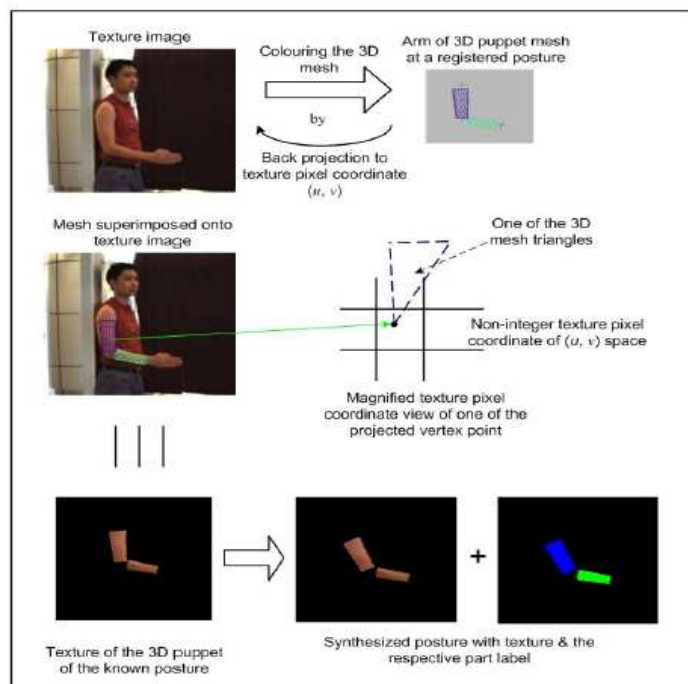 Texture image
Colouring the 3D
mesh
Arm of 3D puppet mesh
at a registered posture
by
Back projection to
texture pixel coordinate
(u, v)
Mesh superimposed onto
texture image
One of the 3D
mesh triangles
Non-integer texture pixel
coordinate of (u, v) space
Magnified texture pixel
coordinate view of one of the
projected vertex point
+
Texture of the 3D puppet
of the known posture
Synthesized posture with texture & the
respective part label